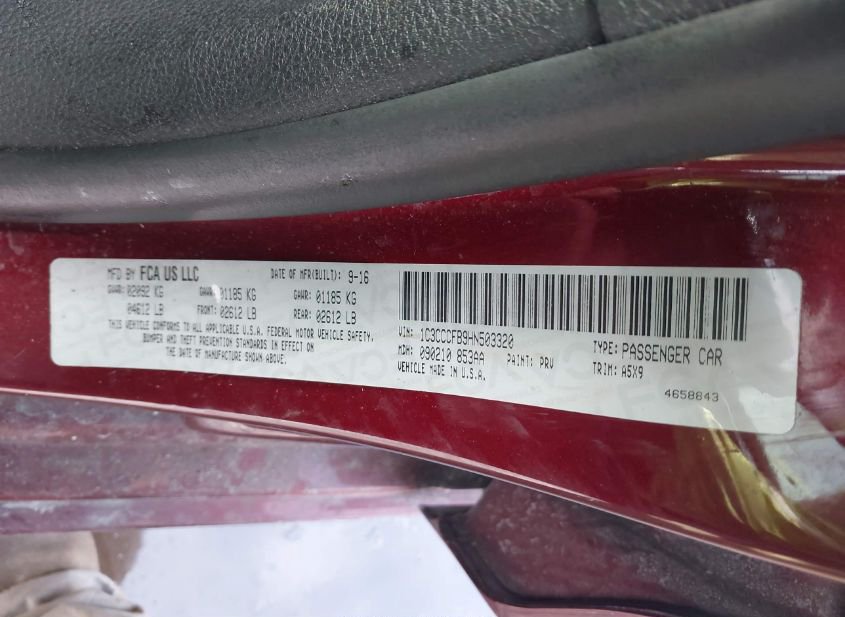 MFD BY FCA US LLC DATE OF MFR(BUILT): 9-16
GVWR: 02092 KG GAWR: 01185 KG GAWR: 01185 KG
04612 LB FRONT: 02612 LB REAR: 02612 LB
THIS VEHICLE CONFORMS TO ALL APPLICABLE U.S.A. FEDERAL MOTOR VEHICLE SAFETY,
BUMPER AND THEFT PREVENTION STANDARDS IN EFFECT ON
THE DATE OF MANUFACTURE SHOWN ABOVE.
VIN: 1C3CCCFB9HN503320 TYPE: PASSENGER CAR
MDH: 090210 853AA PAINT: PRV TRIM: A5X9
VEHICLE MADE IN U.S.A.
4658843